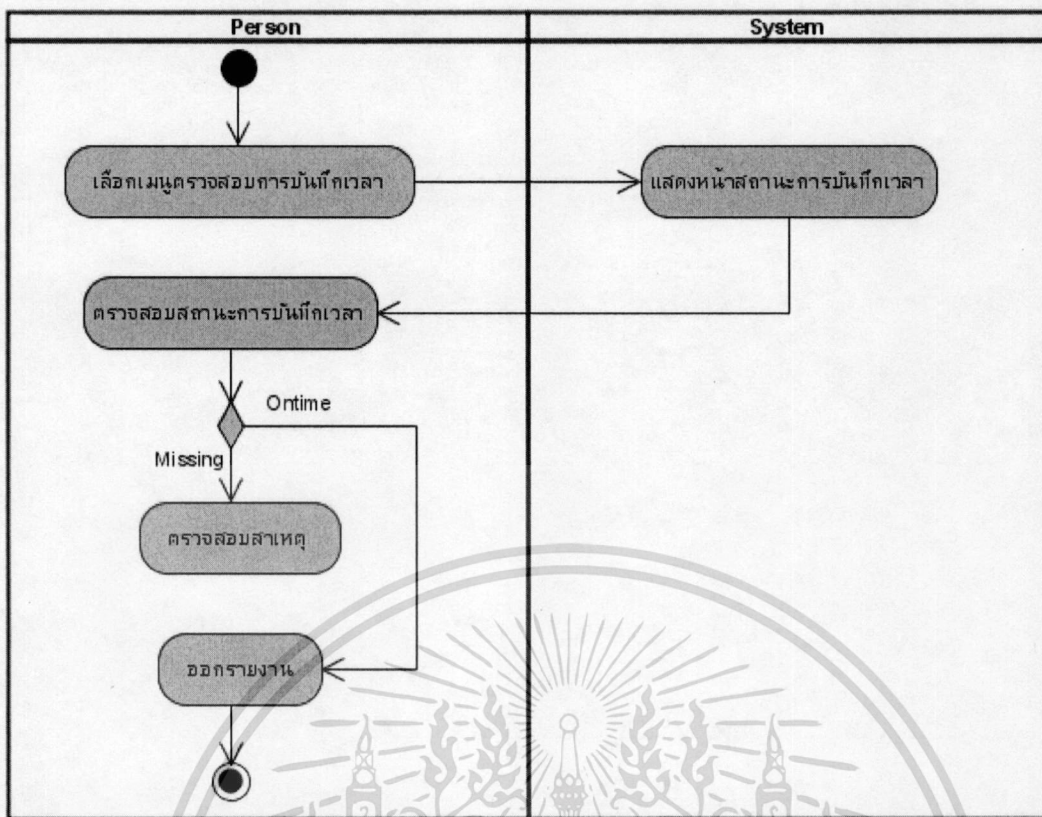 Person
System
เลือกเมนูตรวจสอบการบันทึกเวลา
แสดงหน้าสถานะการบันทึกเวลา
ตรวจสอบสถานะการบันทึกเวลา
Ontime
Missing
ตรวจสอบสาเหตุ
ออกรายงาน